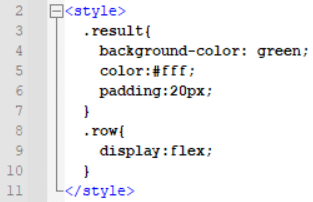 2 <style>
3 .result{
4 background-color: green;
5 color:#fff;
6 padding:20px;
7 }
8 .row{
9 display:flex;
10 }
11 </style>